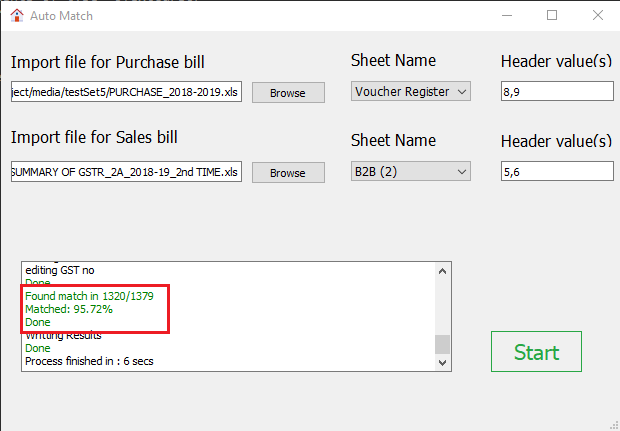 Auto Match
Import file for Purchase bill
Sheet Name
Header value(s)
ject/media/testSet5/PURCHASE_2018-2019.xls
Browse
Voucher Register
8,9
Import file for Sales bill
Sheet Name
Header value(s)
SUMMARY OF GSTR_2A_2018-19_2nd TIME.xls
Browse
B2B (2)
5,6
editing GST no
Done
Found match in 1320/1379
Matched: 95.72%
Done
Writting Results
Done
Process finished in : 6 secs
Start